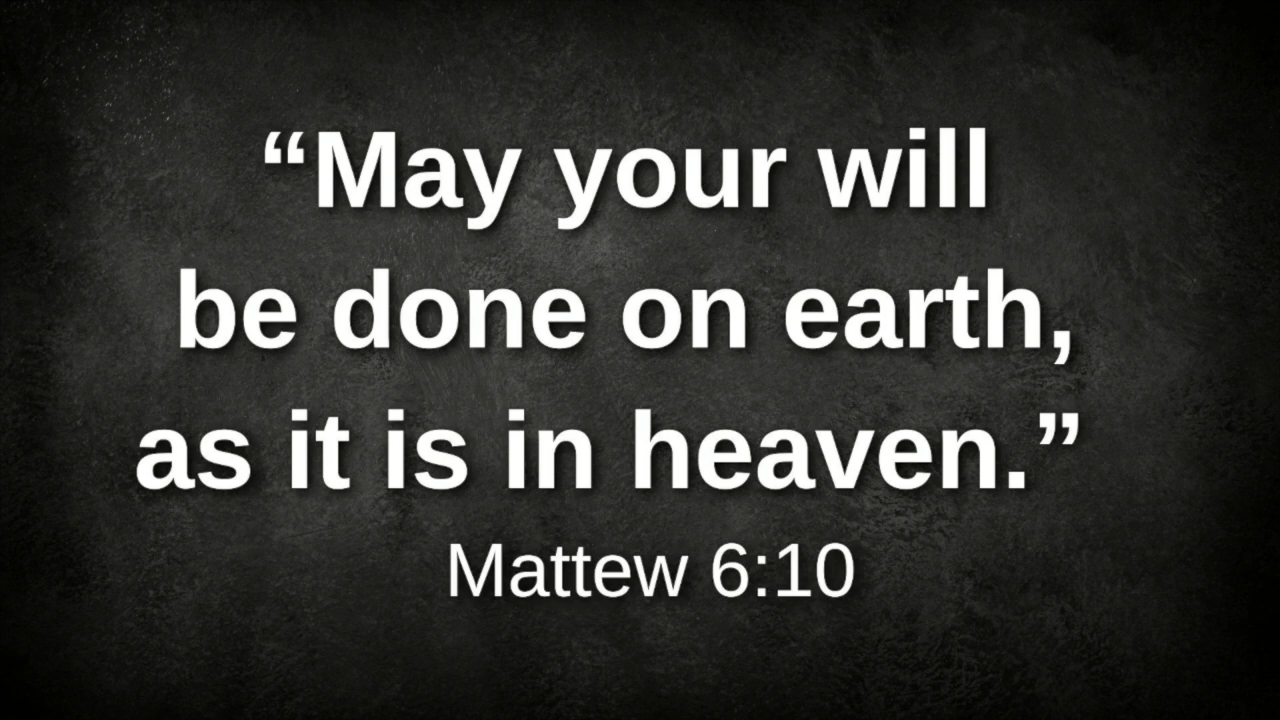 “May your will
be done on earth,
as it is in heaven.”
Mattew 6:10